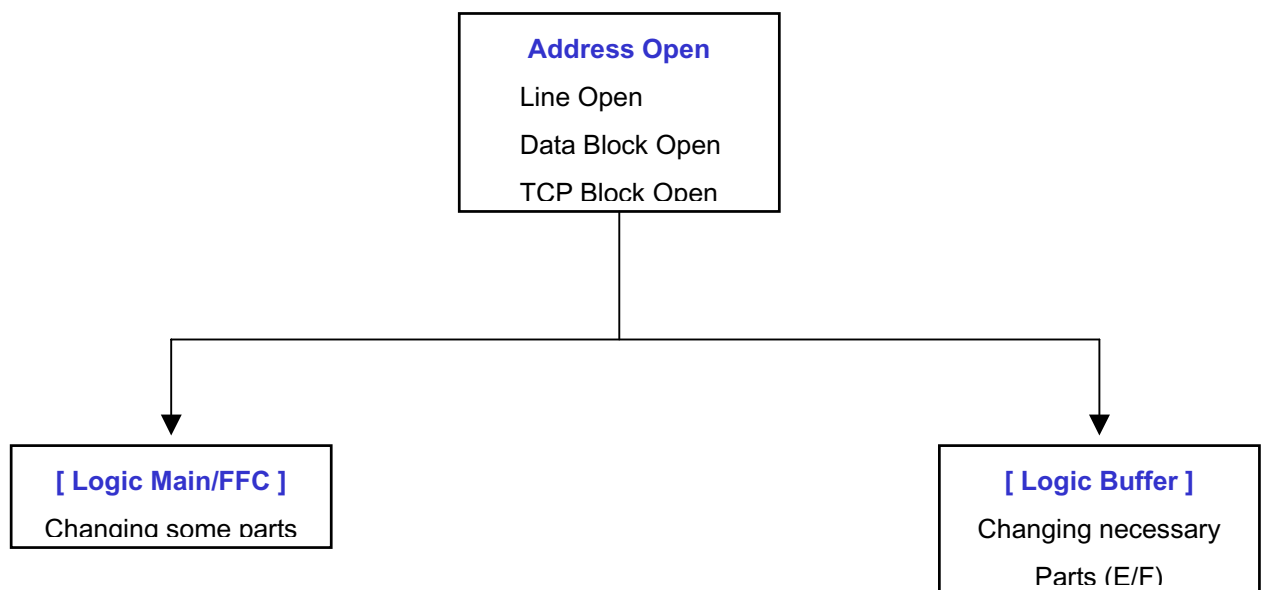 Address Open
Line Open
Data Block Open
TCP Block Open
[ Logic Main/FFC ]
Changing some parts
[ Logic Buffer ]
Changing necessary
Parts (E/F)